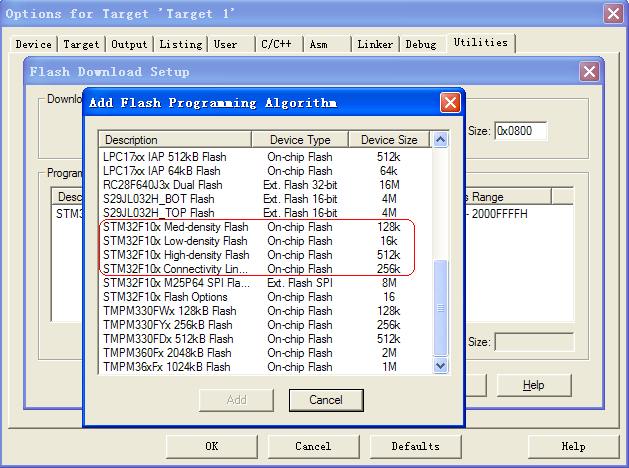 Options for Target 'Target 1'
Device Target Output Listing User C/C++ Asm Linker Debug Utilities
Flash Download Setup
Downloa
Size: 0x0800
Add Flash Programming Algorithm
Description Device Type Device Size
LPC17xx IAP 512kB Flash On-chip Flash 512k
LPC17xx IAP 64kB Flash On-chip Flash 64k
RC28F640J3x Dual Flash Ext. Flash 32-bit 16M
S29JL032H_BOT Flash Ext. Flash 16-bit 4M
S29JL032H_TOP Flash Ext. Flash 16-bit 4M
STM32F10x Med-density Flash On-chip Flash 128k
STM32F10x Low-density Flash On-chip Flash 16k
STM32F10x High-density Flash On-chip Flash 512k
STM32F10x Connectivity Lin... On-chip Flash 256k
STM32F10x M25P64 SPI Fla... Ext. Flash SPI 8M
STM32F10x Flash Options On-chip Flash 16
TMPM330FWx 128kB Flash On-chip Flash 128k
TMPM330FYx 256kB Flash On-chip Flash 256k
TMPM330FDx 512kB Flash On-chip Flash 512k
TMPM360Fx 2048kB Flash On-chip Flash 2M
TMPM36xFx 1024kB Flash On-chip Flash 1M
Add Cancel
Program
Desc
s Range
STM3
- 2000FFFFH
Size:
Help
OK Cancel Defaults Help